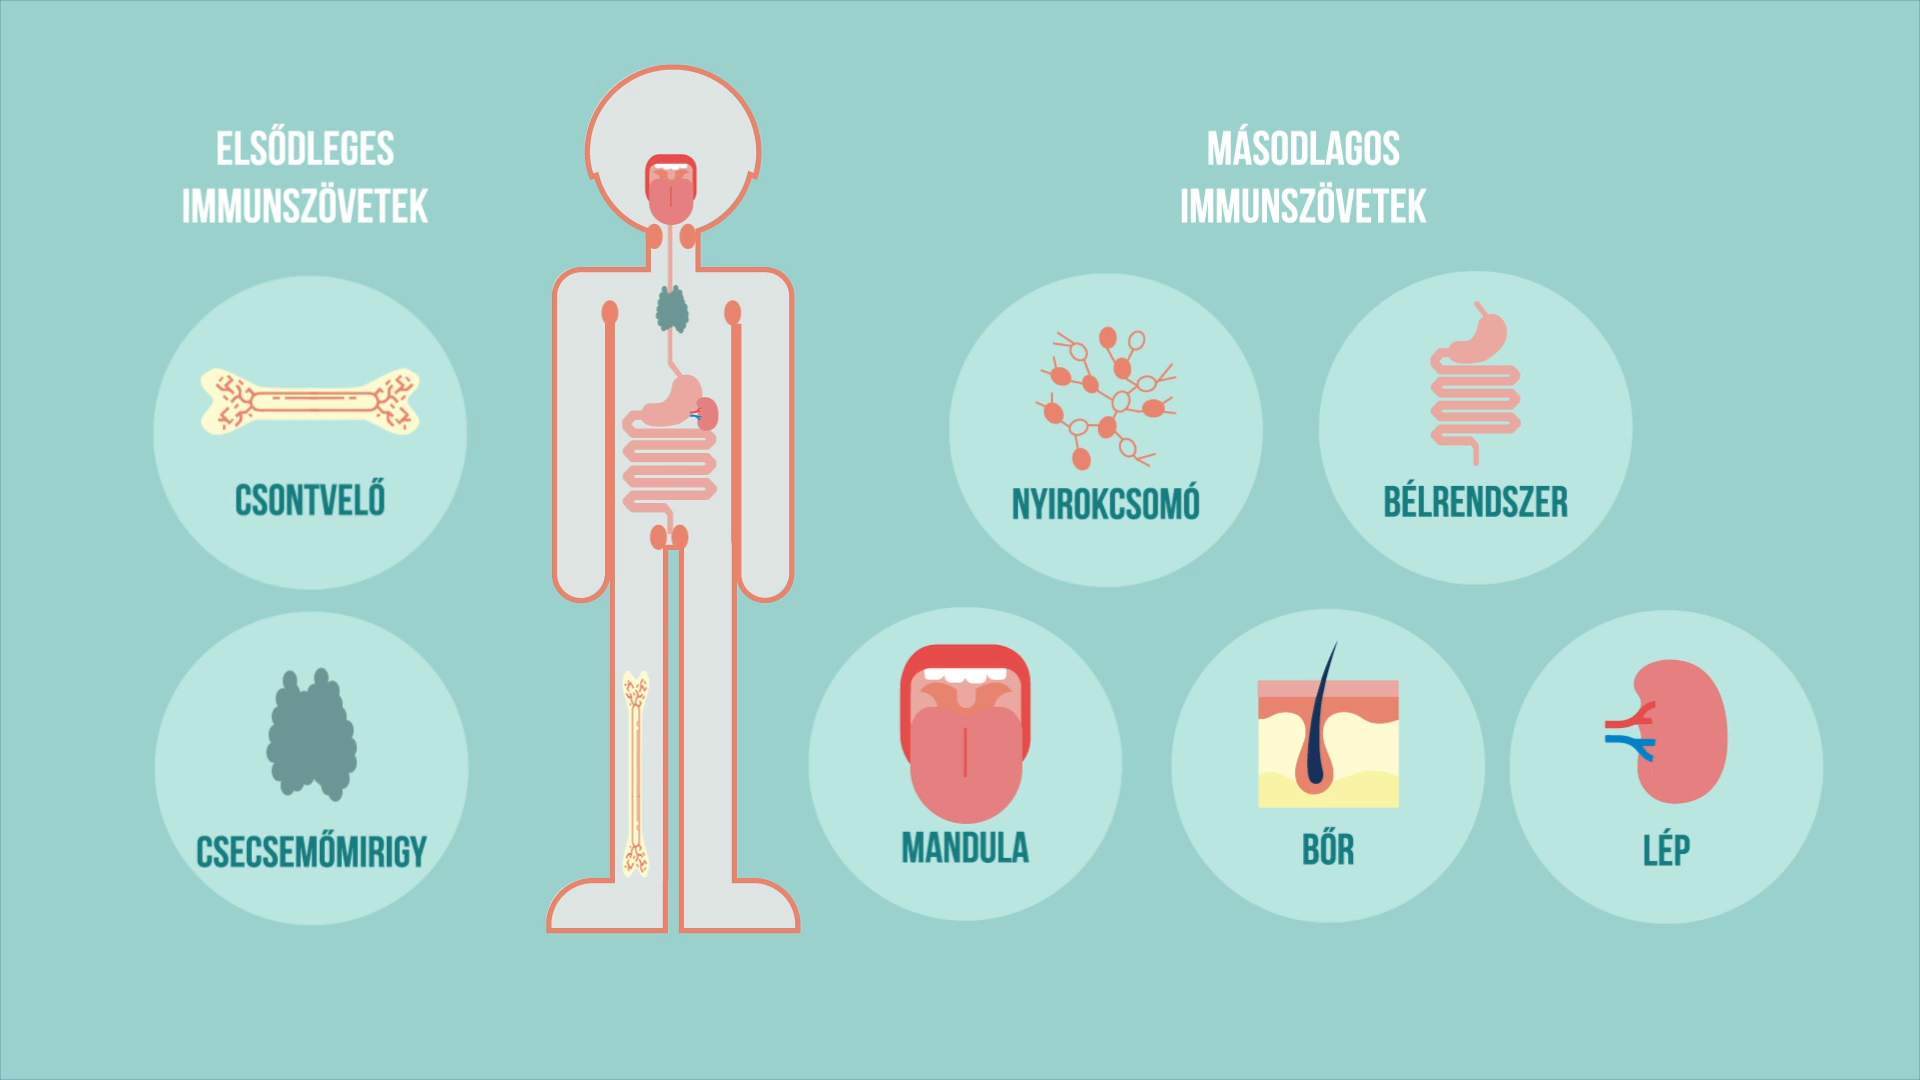 ELSŐDLEGES
IMMUNSZÖVETEK
CSONTVELŐ
CSECSEMŐMIRIGY
MÁSODLAGOS
IMMUNSZÖVETEK
NYIROKCSOMÓ
BÉLRENDSZER
MANDULA
BŐR
LÉP